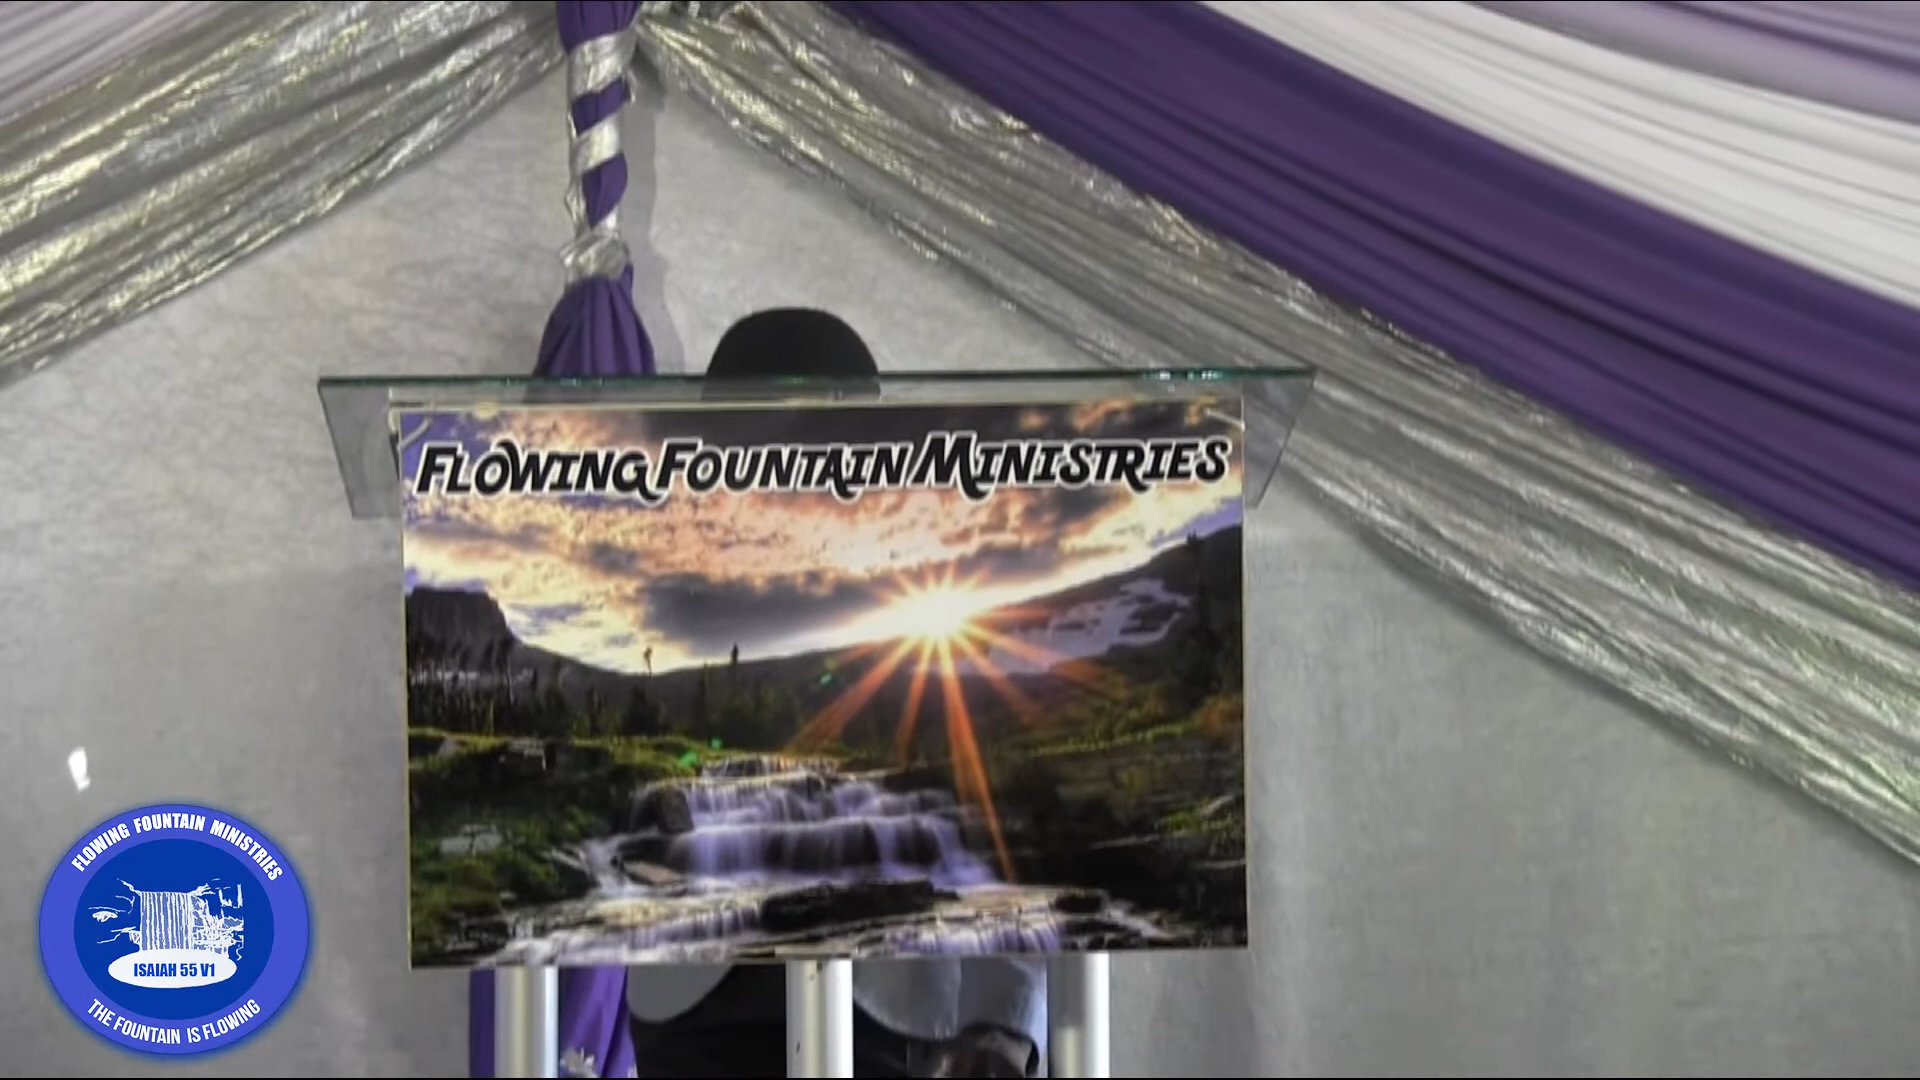 FLOWING FOUNTAIN MINISTRIES
FLOWING FOUNTAIN MINISTRIES
ISAIAH 55 V1
THE FOUNTAIN IS FLOWING